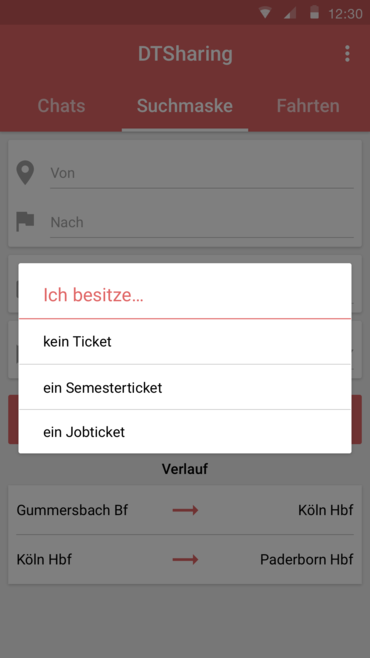 12:30
DTSharing
Chats Suchmaske Fahrten
Von
Nach
Ich besitze...
kein Ticket
ein Semesterticket
ein Jobticket
Verlauf
Gummersbach Bf Köln Hbf
Köln Hbf Paderborn Hbf